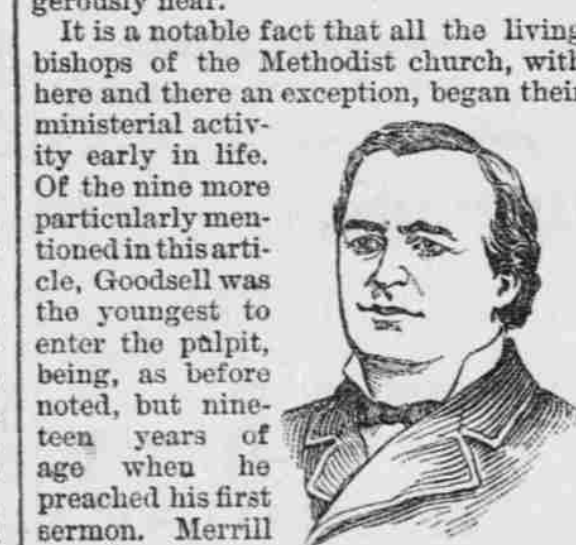 gerously near.
It is a notable fact that all the living
bishops of the Methodist church, with
here and there an exception, began their
ministerial activ-
ity early in life.
Of the nine more
particularly men-
tioned in this arti-
cle, Goodsell was
the youngest to
enter the pulpit,
being, as before
noted, but nine-
teen years of
age when he
preached his first
sermon. Merrill